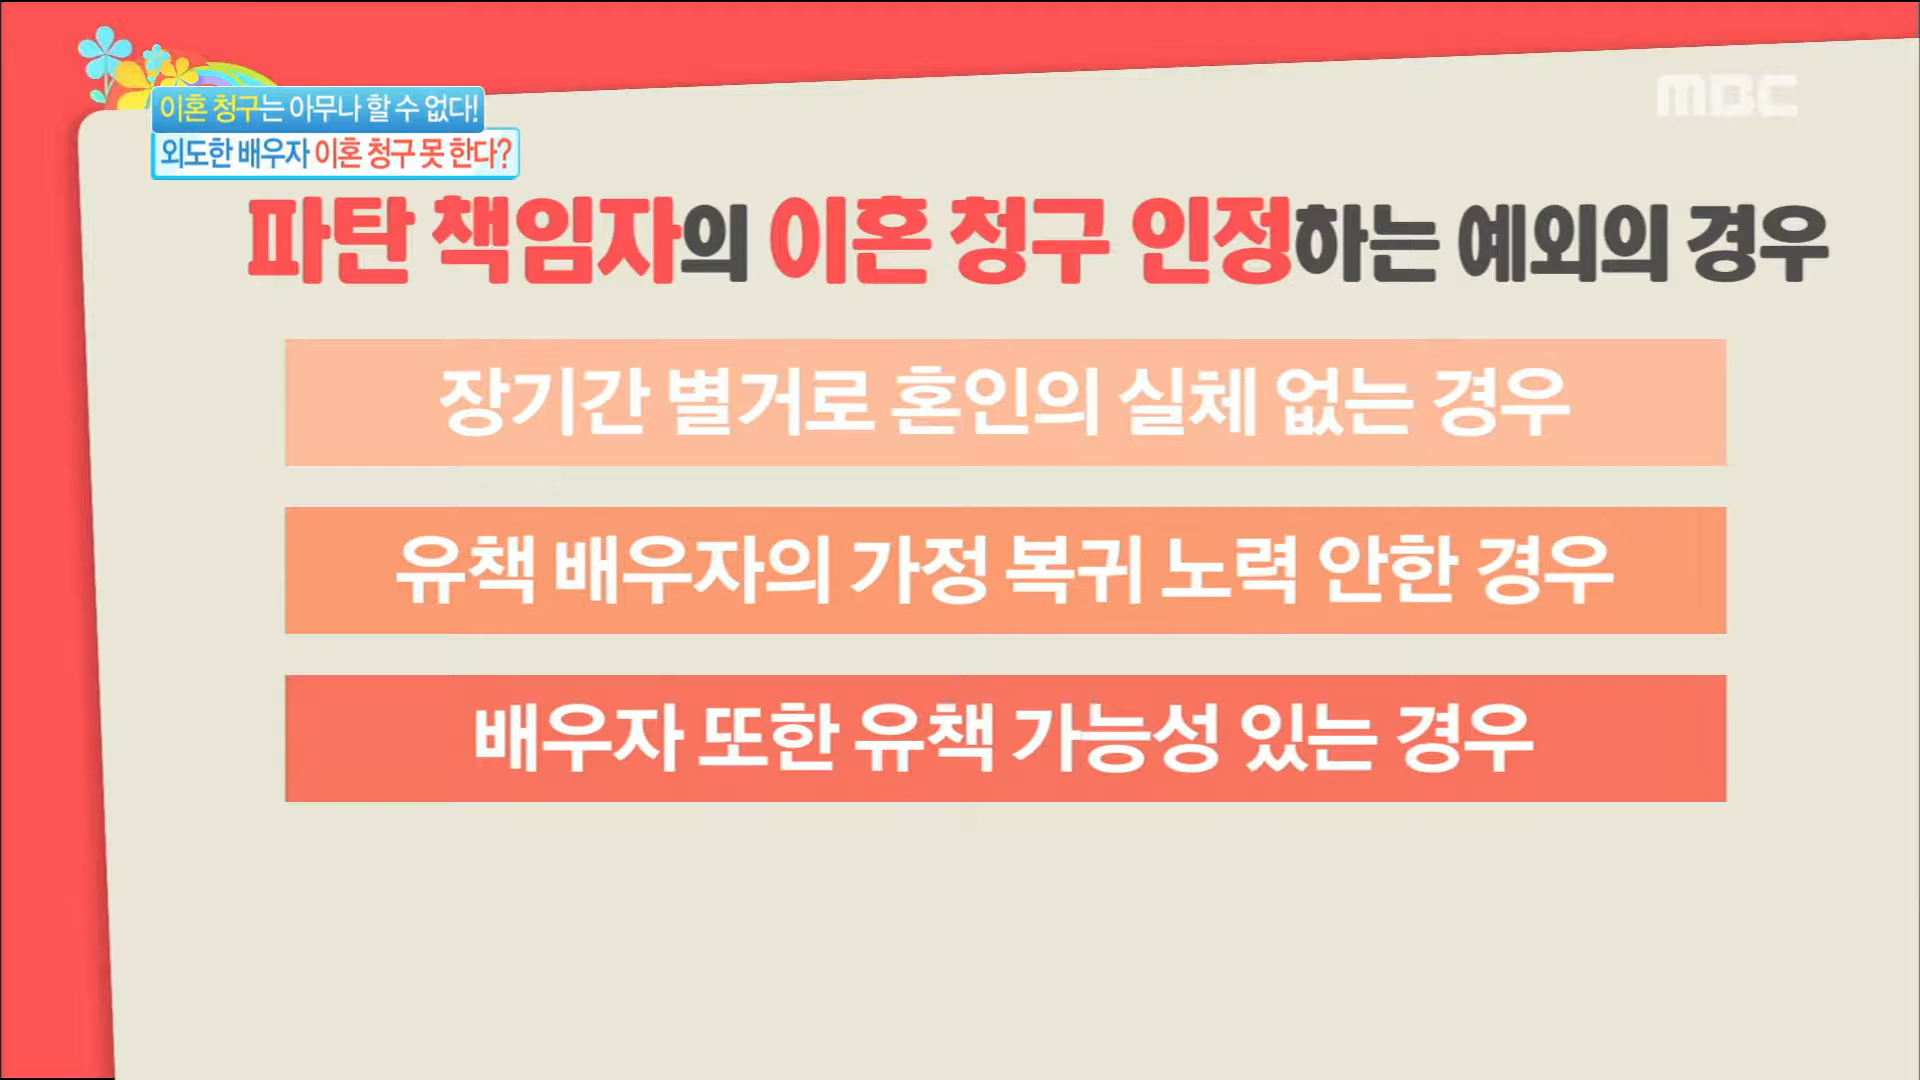 이혼 청구는 아무나 할 수 없다!
외도한 배우자 이혼 청구 못 한다?
MBC
파탄 책임자의 이혼 청구 인정하는 예외의 경우
장기간 별거로 혼인의 실체 없는 경우
유책 배우자의 가정 복귀 노력 안한 경우
배우자 또한 유책 가능성 있는 경우